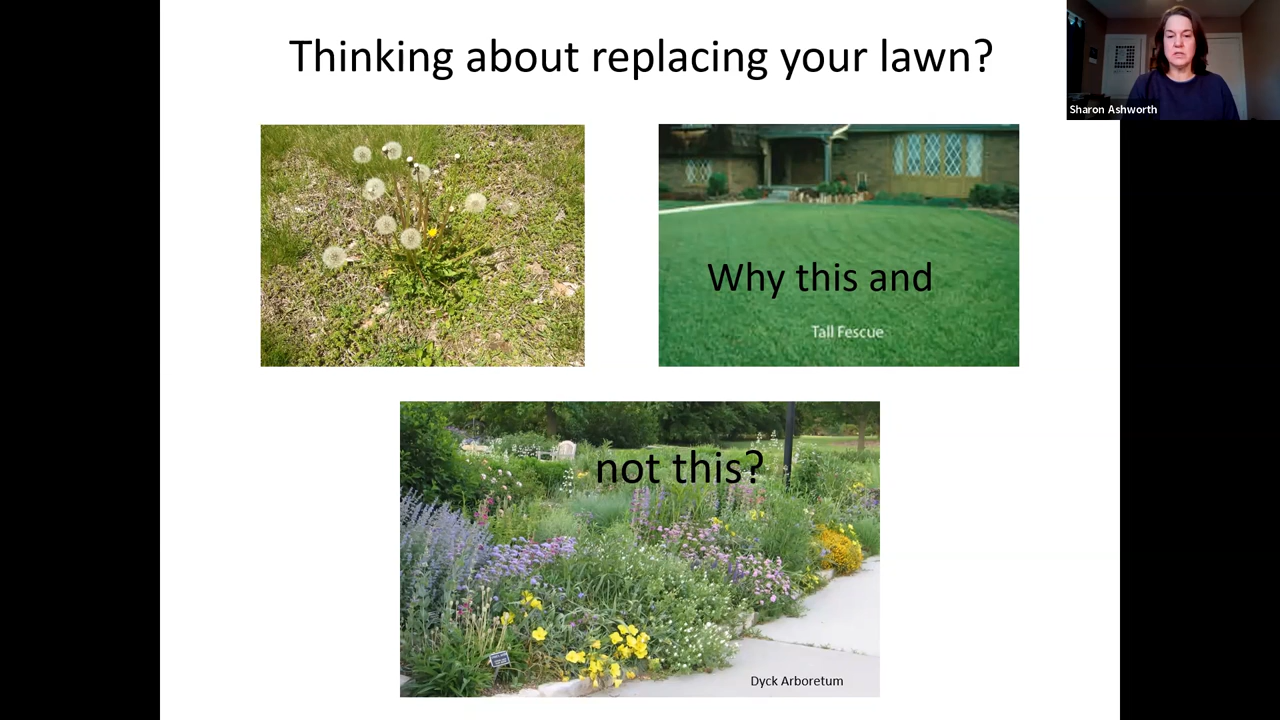 Thinking about replacing your lawn?
Sharon Ashworth
Why this and
Tall Fescue
not this?
Dyck Arboretum